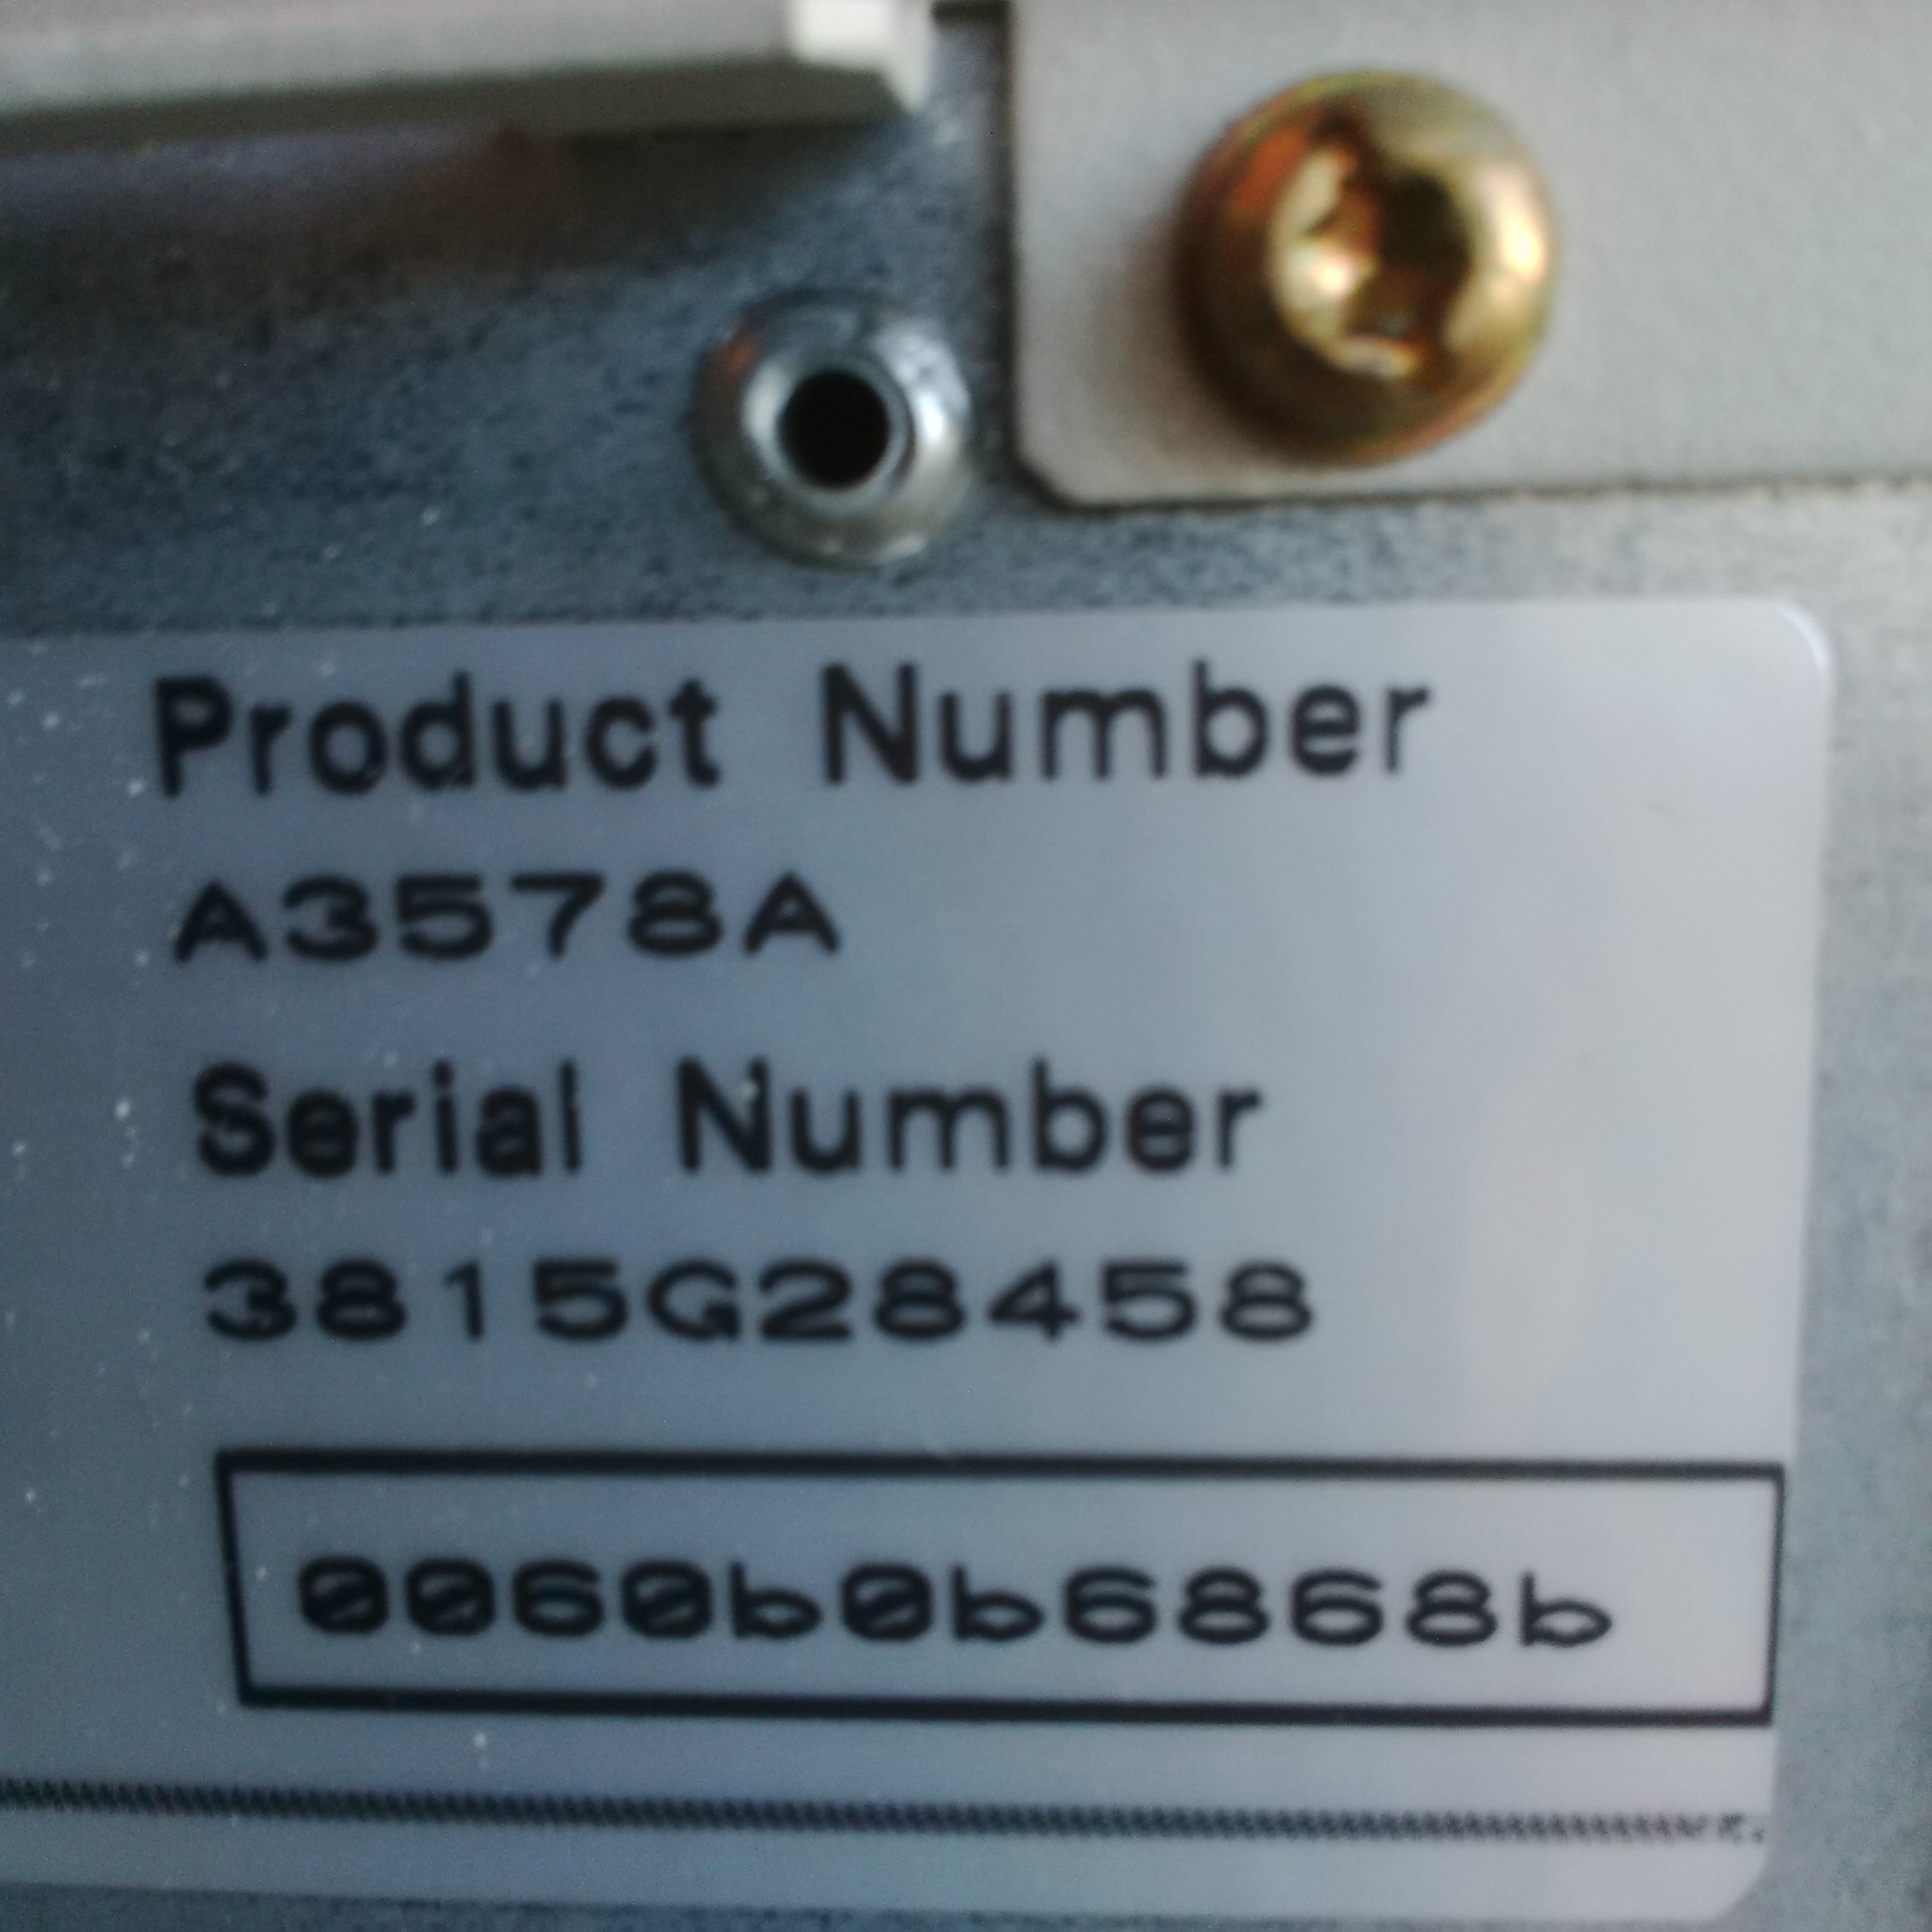 Product Number
A3578A
Serial Number
3815G28458
0060b0b6868b